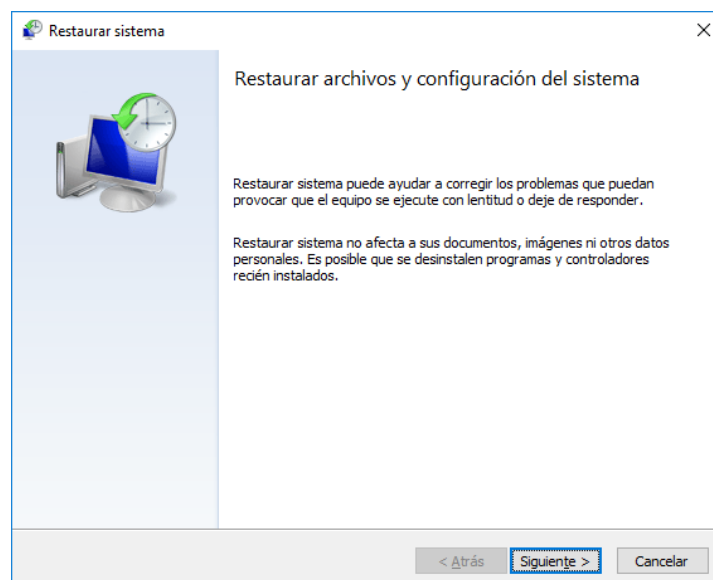 Restaurar sistema
Restaurar archivos y configuración del sistema
Restaurar sistema puede ayudar a corregir los problemas que puedan
provocar que el equipo se ejecute con lentitud o deje de responder.
Restaurar sistema no afecta a sus documentos, imágenes ni otros datos
personales. Es posible que se desinstalen programas y controladores
recién instalados.
< Atrás Siguiente > Cancelar